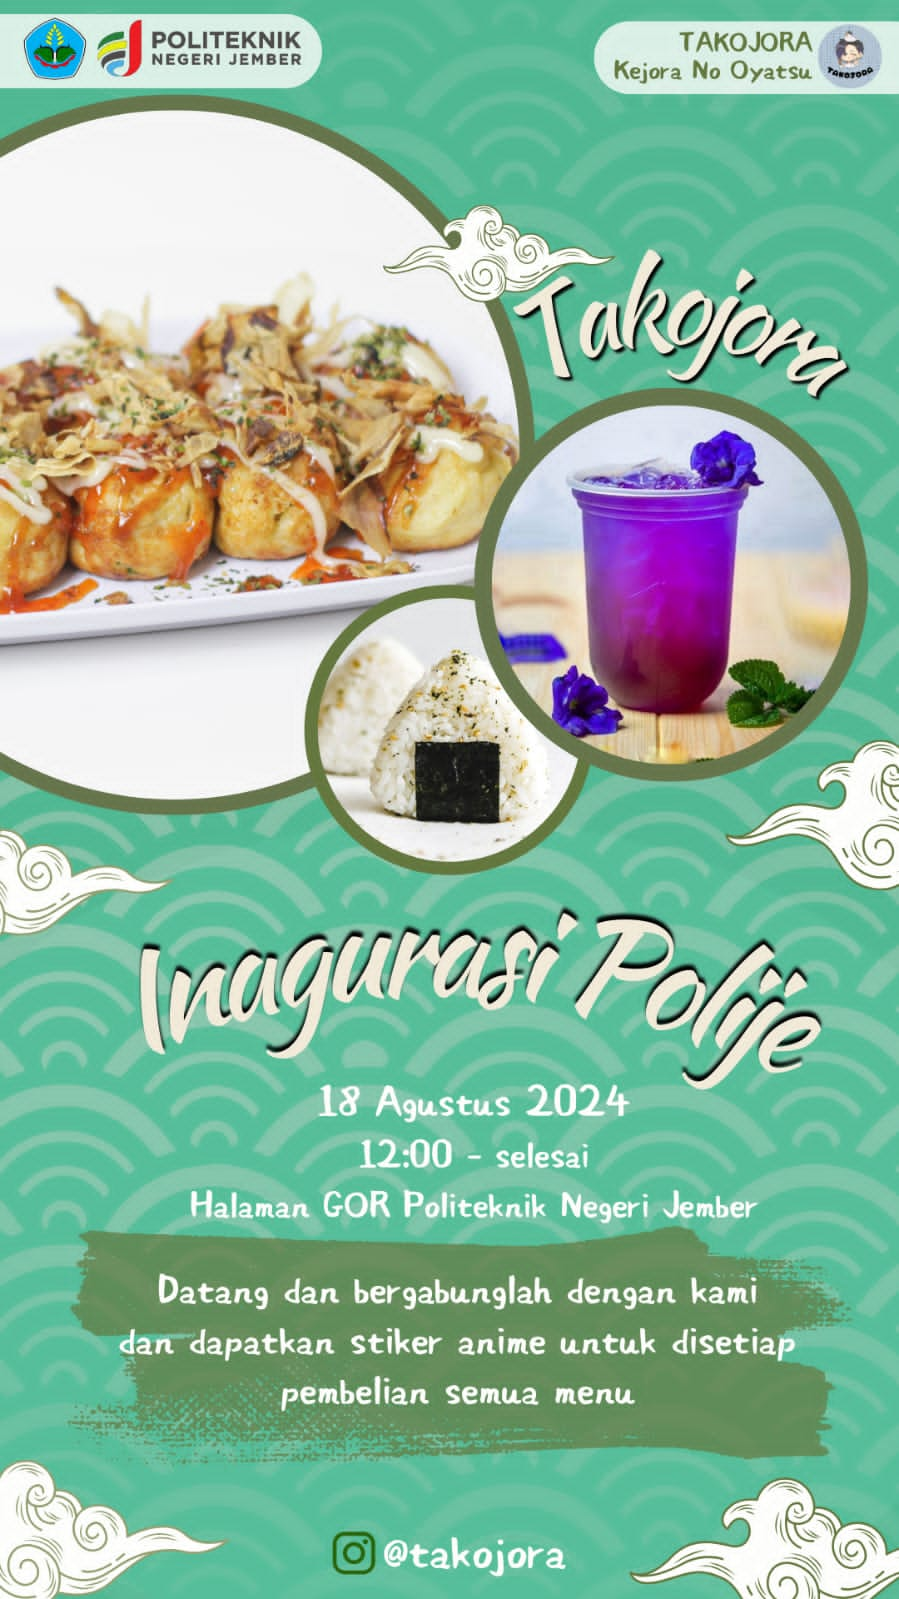 POLITEKNIK
NEGERI JEMBER
TAKOJORA
Kejora No Oyatsu
TAKOJORA
Takojora
Inagurasi Polije
18 Agustus 2024
12:00 - selesai
Halaman GOR Politeknik Negeri Jember
Datang dan bergabunglah dengan kami
dan dapatkan stiker anime untuk disetiap
pembelian semua menu
@takojora